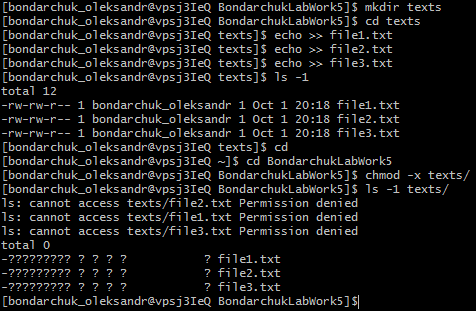 [bondarchuk_oleksandr@vpsj3IeQ BondarchukLabWork5]$ mkdir texts
[bondarchuk_oleksandr@vpsj3IeQ BondarchukLabWork5]$ cd texts
[bondarchuk_oleksandr@vpsj3IeQ texts]$ echo >> file1.txt
[bondarchuk_oleksandr@vpsj3IeQ texts]$ echo >> file2.txt
[bondarchuk_oleksandr@vpsj3IeQ texts]$ echo >> file3.txt
[bondarchuk_oleksandr@vpsj3IeQ texts]$ ls -l
total 12
-rw-rw-r-- 1 bondarchuk_oleksandr 1 Oct 1 20:18 file1.txt
-rw-rw-r-- 1 bondarchuk_oleksandr 1 Oct 1 20:18 file2.txt
-rw-rw-r-- 1 bondarchuk_oleksandr 1 Oct 1 20:18 file3.txt
[bondarchuk_oleksandr@vpsj3IeQ texts]$ cd
[bondarchuk_oleksandr@vpsj3IeQ ~]$ cd BondarchukLabWork5
[bondarchuk_oleksandr@vpsj3IeQ BondarchukLabWork5]$ chmod -x texts/
[bondarchuk_oleksandr@vpsj3IeQ BondarchukLabWork5]$ ls -l texts/
ls: cannot access texts/file2.txt Permission denied
ls: cannot access texts/file1.txt Permission denied
ls: cannot access texts/file3.txt Permission denied
total 0
-????????? ? ? ? ? ? file1.txt
-????????? ? ? ? ? ? file2.txt
-????????? ? ? ? ? ? file3.txt
[bondarchuk_oleksandr@vpsj3IeQ BondarchukLabWork5]$